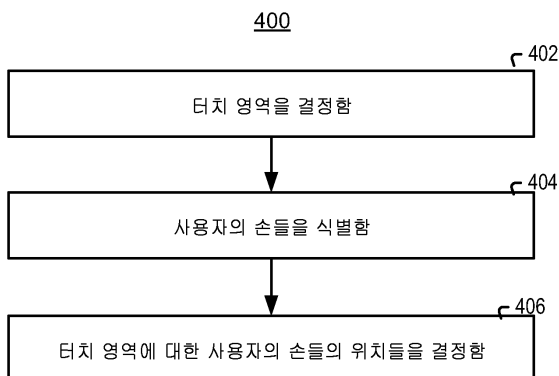 400
402
터치 영역을 결정함
404
사용자의 손들을 식별함
406
터치 영역에 대한 사용자의 손들의 위치들을 결정함